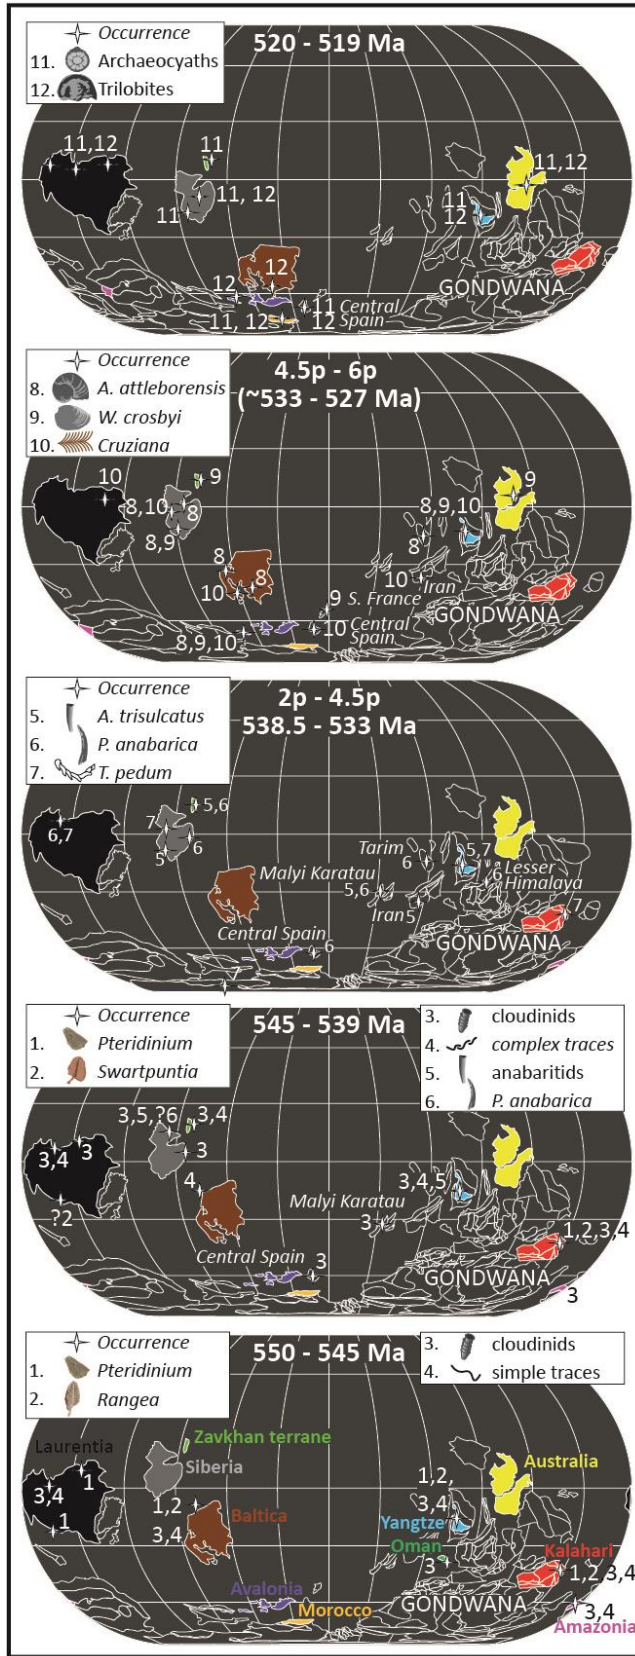 Occurrence
11. Archaeocyaths
12. Trilobites
520 - 519 Ma
11,12
11
11, 12
11
11,12
11
12
12
12
11, 12
11
12
Central
Spain
GONDWANA
Occurrence
8. A. attleborensis
9. W. crosbyi
10. Cruziana
4.5p - 6p
(~533 - 527 Ma)
10
9
8,10
8
8,9
8,9,10
8
9
8
8
10
10
Iran
9
S. France
10
Central
Spain
8,9,10
GONDWANA
Occurrence
5. A. trisulcatus
6. P. anabarica
7. T. pedum
2p - 4.5p
538.5 - 533 Ma
6,7
5,6
7
6
5
Malyi Karatau
5,6
Tarim
6
5,7
6
Lesser
Himalaya
Iran
5
7
Central Spain
6
7
GONDWANA
Occurrence
1. Pteridinium
2. Swartpuntia
545 - 539 Ma
3. cloudinids
4. complex traces
5. anabaritids
6. P. anabarica
3,4
3
?2
3,5,?6
3,4
3
4
Malyi Karatau
3
3,4,5
1,2,3,4
Central Spain
3
GONDWANA
3
Occurrence
1. Pteridinium
2. Rangea
550 - 545 Ma
3. cloudinids
4. simple traces
Laurentia
1
3,4
1
Zavkhan terrane
Siberia
1,2
3,4
Baltica
1,2,
3,4
Yangtze
Oman
3
Australia
Kalahari
1,2,3,4
Avalonia
Morocco
GONDWANA
3,4
Amazonia